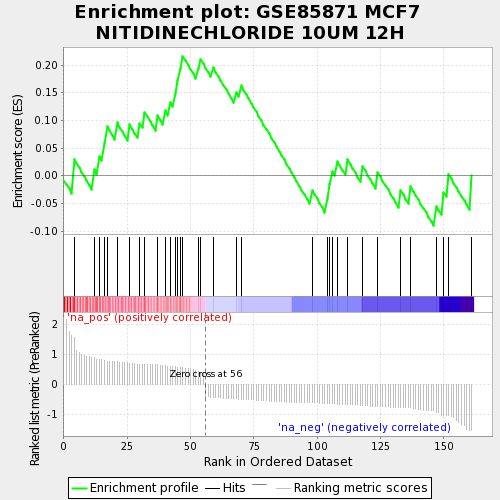 Enrichment plot: GSE85871 MCF7
NITIDINECHLORIDE 10UM 12H
Enrichment score (ES)
0.20
0.15
0.10
0.05
0.00
-0.05
-0.10
'na_pos' (positively correlated)
Ranked list metric (PreRanked)
2
1
0
-1
Zero cross at 56
'na_neg' (negatively correlated)
0 25 50 75 100 125 150
Rank in Ordered Dataset
Enrichment profile Hits Ranking metric scores